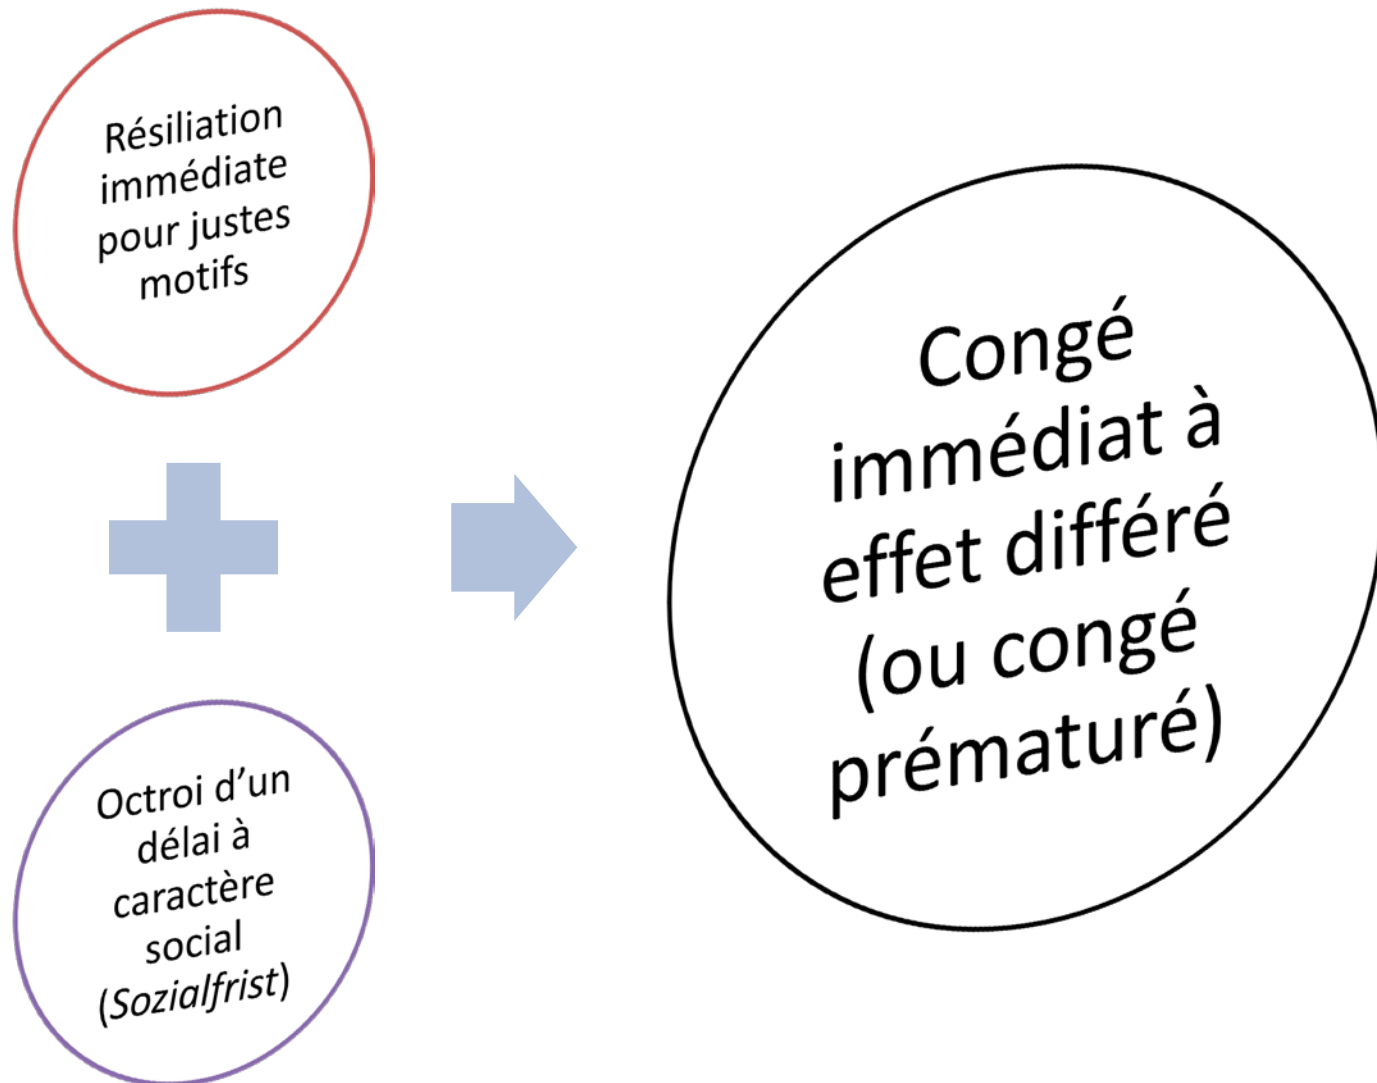 Résiliation
immédiate
pour justes
motifs
Octroi d’un
délai à
caractère
social
(Sozialfrist)
Congé
immédiat à
effet différé
(ou congé
prématuré)